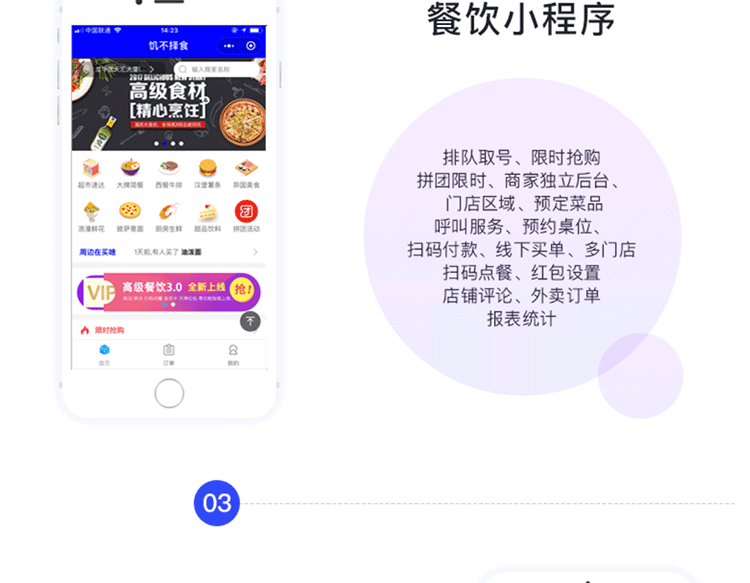 餐饮小程序
中国联通
14:23
饥不择食
输入商家名称
2017 DELICIOUS NEW START
高级食材
[精心烹饪]
超市速达
大牌简餐
西餐牛排
汉堡薯条
异国美食
浪漫鲜花
披萨意面
厨房生鲜
甜品饮料
拼团活动
周边在买啥
1天前,有人买了 油泼面
VIP
高级餐饮3.0 全新上线
抢!
限时抢购
首页
订单
我的
排队取号、限时抢购
拼团限时、商家独立后台、
门店区域、预定菜品
呼叫服务、预约桌位、
扫码付款、线下买单、多门店
扫码点餐、红包设置
店铺评论、外卖订单
报表统计
03